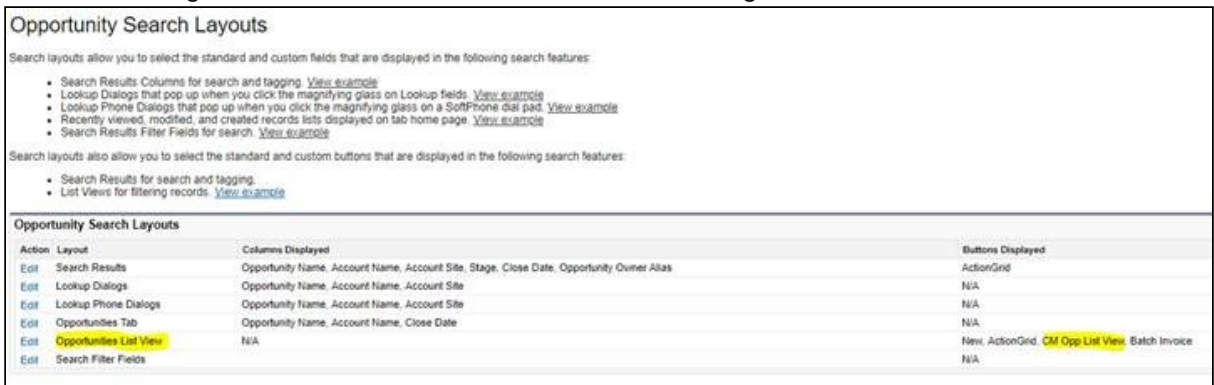 Opportunity Search Layouts
Search layouts allow you to select the standard and custom fields that are displayed in the following search features:
• Search Results Columns for search and tagging. View example
• Lookup Dialogs that pop up when you click the magnifying glass on Lookup fields. View example
• Lookup Phone Dialogs that pop up when you click the magnifying glass on a SoftPhone dial pad. View example
• Recently viewed, modified, and created records lists displayed on tab home page. View example
• Search Results Filter Fields for search. View example
Search layouts also allow you to select the standard and custom buttons that are displayed in the following search features:
• Search Results for search and tagging.
• List Views for filtering records. View example
Opportunity Search Layouts
Action Layout Columns Displayed Buttons Displayed
Edit Search Results Opportunity Name, Account Name, Account Site, Stage, Close Date, Opportunity Owner Alias ActionGrid
Edit Lookup Dialogs Opportunity Name, Account Name, Account Site N/A
Edit Lookup Phone Dialogs Opportunity Name, Account Name, Account Site N/A
Edit Opportunities Tab Opportunity Name, Account Name, Close Date N/A
Edit Opportunities List View N/A New, ActionGrid, CM Opp List View, Batch Invoice
Edit Search Filter Fields N/A